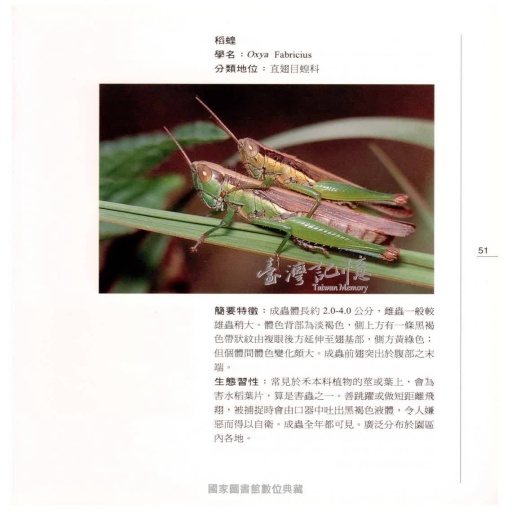 稻蝗
學名：Oxya Fabricius
分類地位：直翅目蝗科
臺灣記憶
Taiwan Memory
51
簡要特徵：成蟲體長約 2.0-4.0 公分，雌蟲一般較
雄蟲稍大。體色背部為淡褐色，側上方有一條黑褐
色帶狀紋由複眼後方延伸至翅基部，側方黃綠色；
但個體間體色變化頗大。成蟲前翅突出於腹部之末
端。
生態習性：常見於禾本科植物的莖或葉上，會為
害水稻葉片，算是害蟲之一。善跳躍或做短距離飛
翔，被捕捉時會由口器中吐出黑褐色液體，令人嫌
惡而得以自衛。成蟲全年都可見。廣泛分布於園區
內各地。
國家圖書館數位典藏